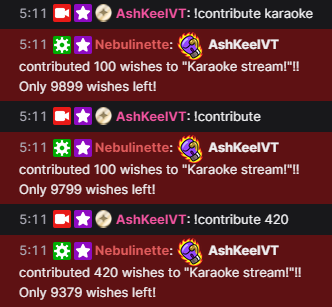 5:11 AshKeelVT: !contribute karaoke
5:11 Nebulinette: AshKeelVT
contributed 100 wishes to "Karaoke stream!"!!
Only 9899 wishes left!
5:11 AshKeelVT: !contribute
5:11 Nebulinette: AshKeelVT
contributed 100 wishes to "Karaoke stream!"!!
Only 9799 wishes left!
5:11 AshKeelVT: !contribute 420
5:11 Nebulinette: AshKeelVT
contributed 420 wishes to "Karaoke stream!"!!
Only 9379 wishes left!